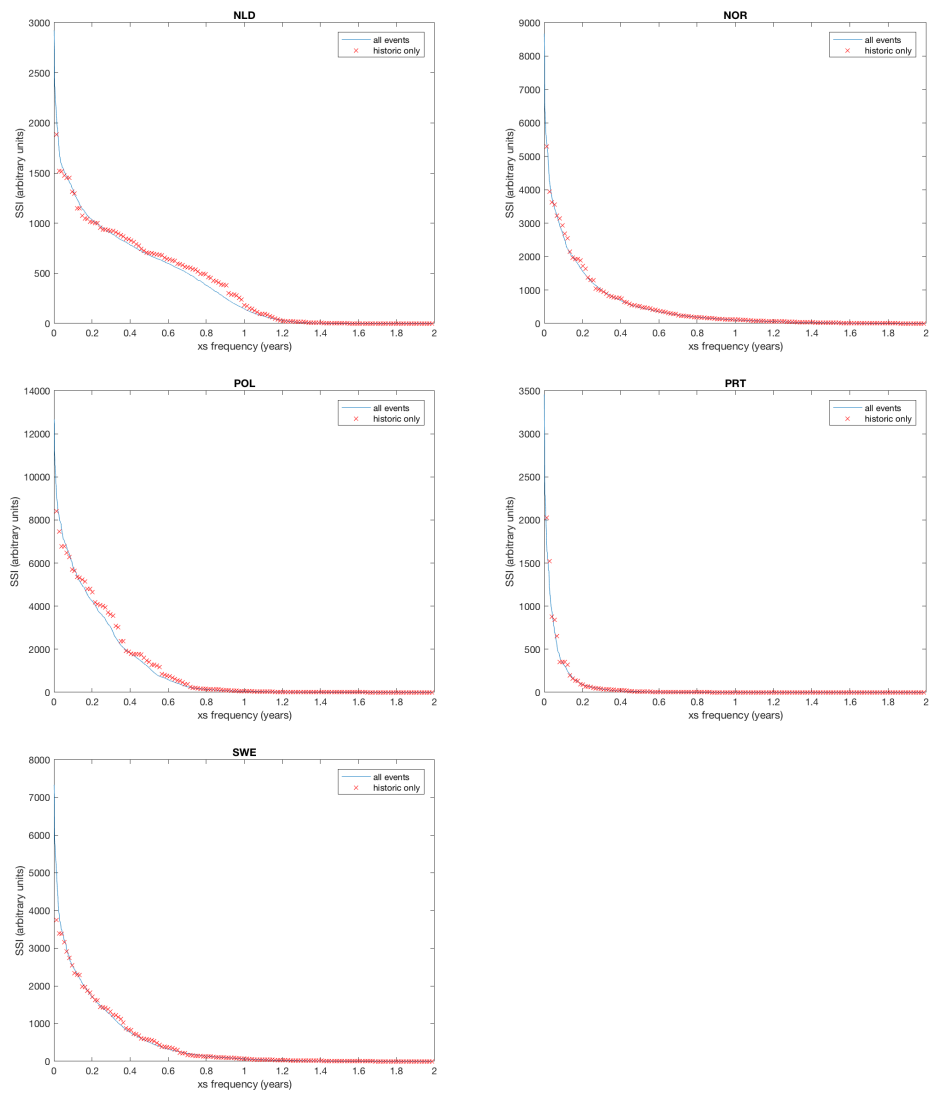 NLD
3000
2500
2000
1500
1000
500
0
0 0.2 0.4 0.6 0.8 1 1.2 1.4 1.6 1.8 2
xs frequency (years)
SSI (arbitrary units)
all events
historic only
NOR
9000
8000
7000
6000
5000
4000
3000
2000
1000
0
0 0.2 0.4 0.6 0.8 1 1.2 1.4 1.6 1.8 2
xs frequency (years)
SSI (arbitrary units)
all events
historic only
POL
14000
12000
10000
8000
6000
4000
2000
0
0 0.2 0.4 0.6 0.8 1 1.2 1.4 1.6 1.8 2
xs frequency (years)
SSI (arbitrary units)
all events
historic only
PRT
3500
3000
2500
2000
1500
1000
500
0
0 0.2 0.4 0.6 0.8 1 1.2 1.4 1.6 1.8 2
xs frequency (years)
SSI (arbitrary units)
all events
historic only
SWE
8000
7000
6000
5000
4000
3000
2000
1000
0
0 0.2 0.4 0.6 0.8 1 1.2 1.4 1.6 1.8 2
xs frequency (years)
SSI (arbitrary units)
all events
historic only